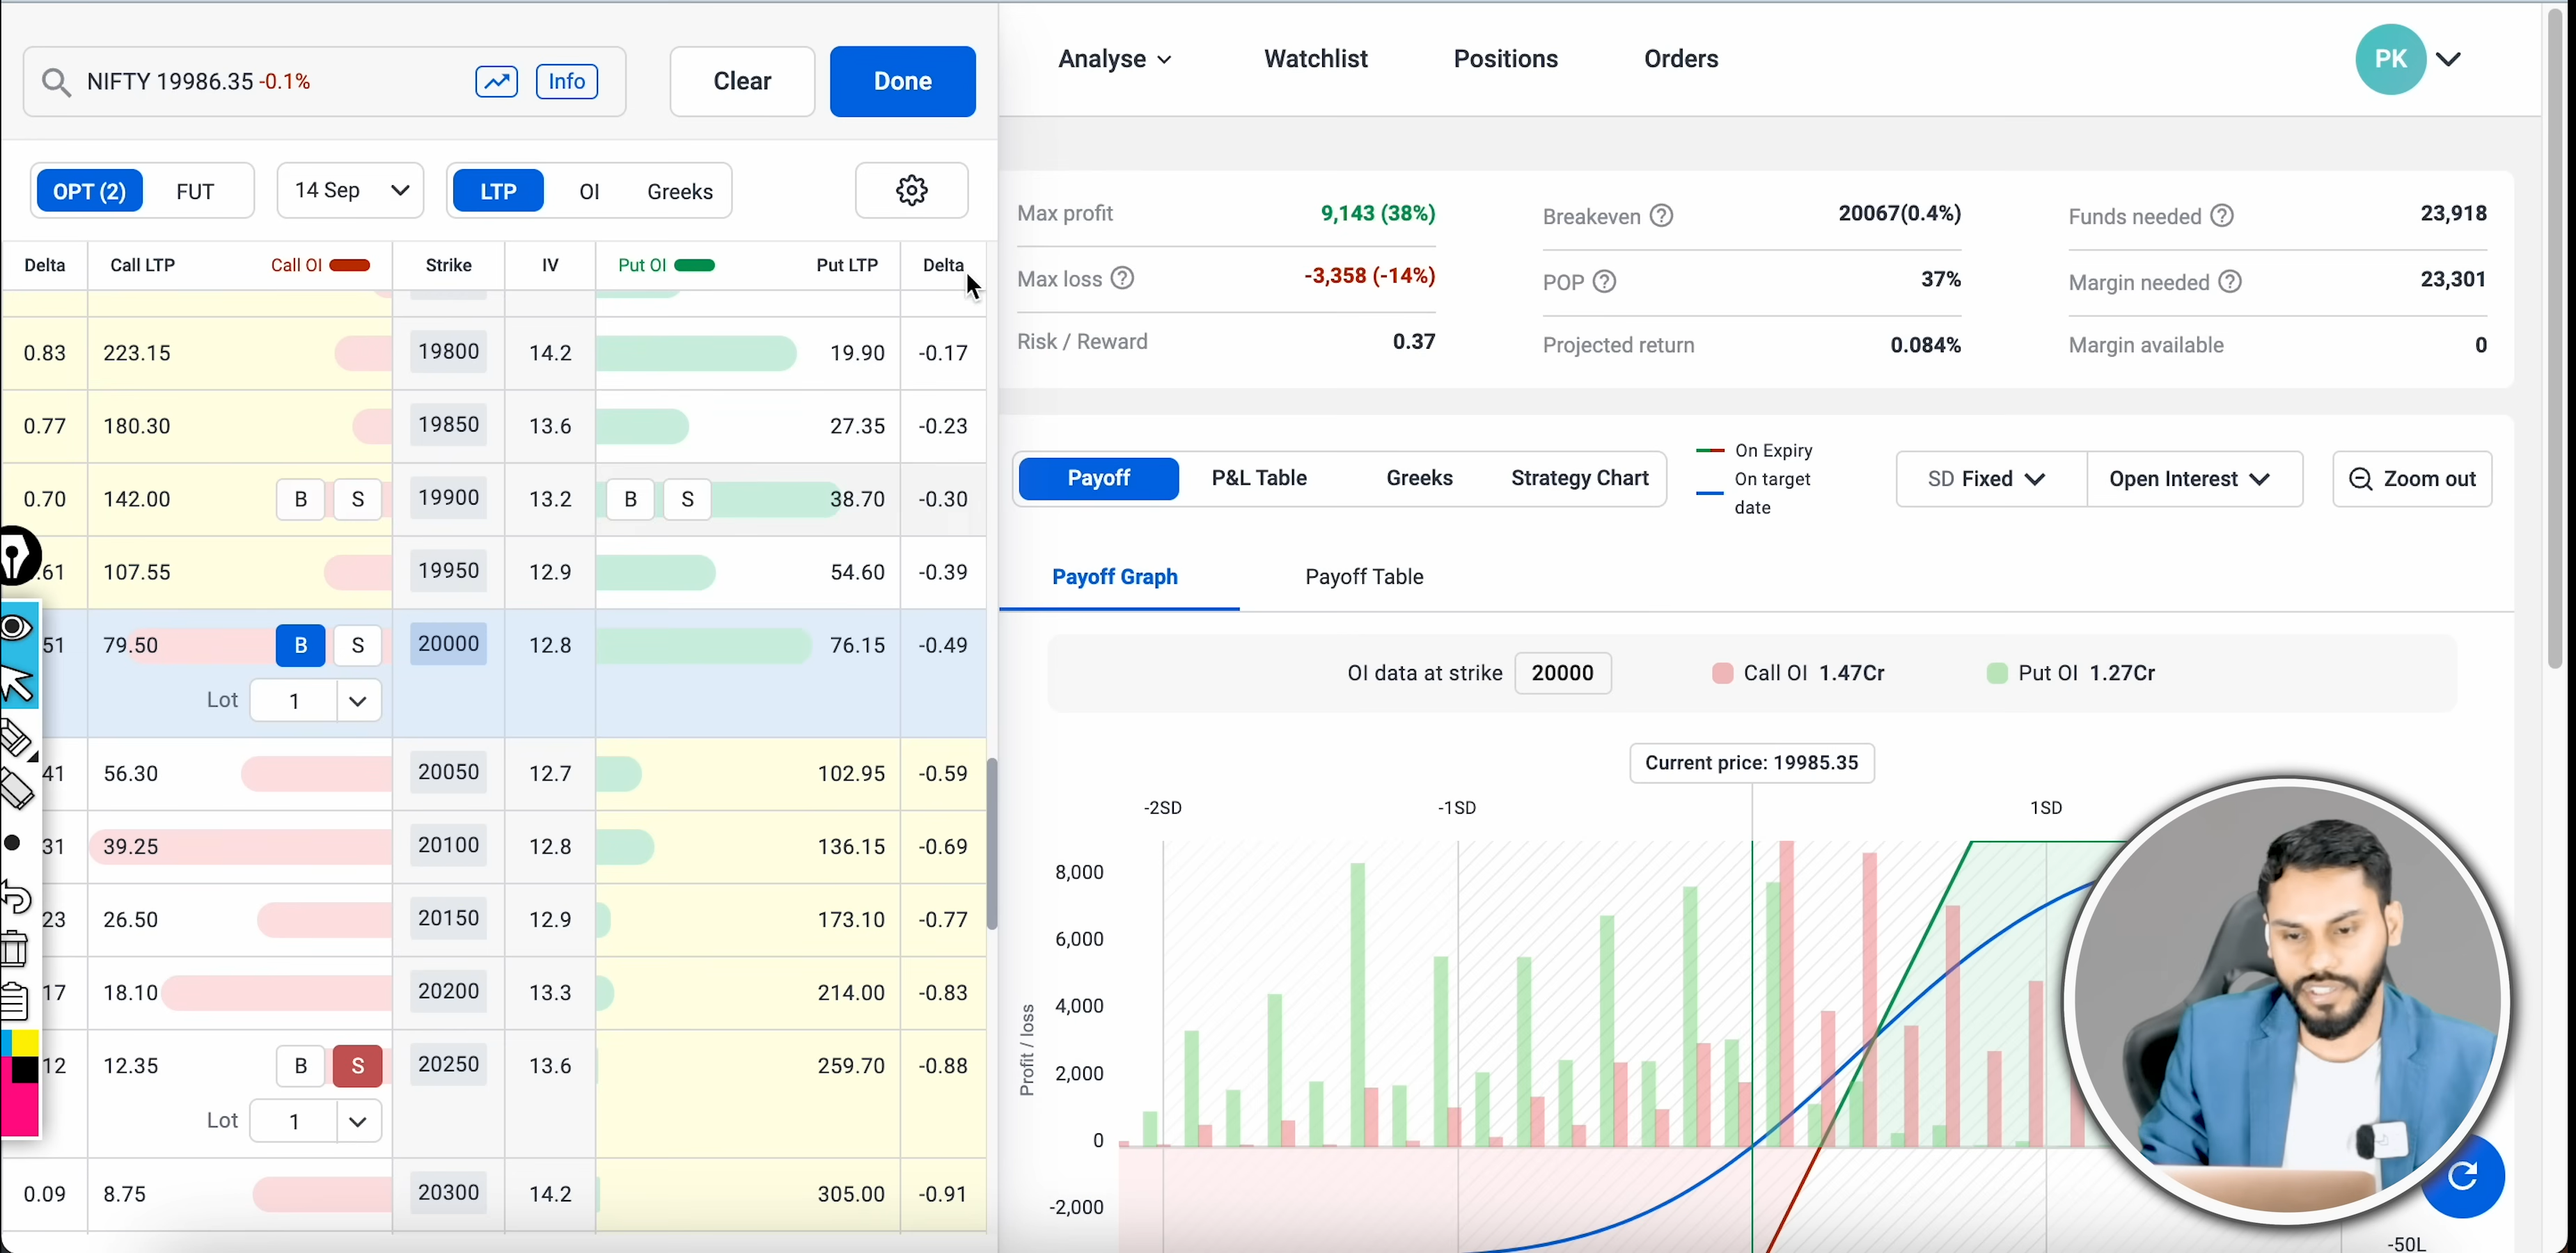 NIFTY 19986.35 -0.1% Info Clear Done
Analyse Watchlist Positions Orders PK
OPT (2) FUT 14 Sep LTP OI Greeks
Delta Call LTP Call OI Strike IV Put OI Put LTP Delta
0.83 223.15 19800 14.2 19.90 -0.17
0.77 180.30 19850 13.6 27.35 -0.23
0.70 142.00 B S 19900 13.2 B S 38.70 -0.30
.61 107.55 19950 12.9 54.60 -0.39
51 79.50 B S 20000 12.8 76.15 -0.49
Lot 1
41 56.30 20050 12.7 102.95 -0.59
31 39.25 20100 12.8 136.15 -0.69
23 26.50 20150 12.9 173.10 -0.77
17 18.10 20200 13.3 214.00 -0.83
12 12.35 B S 20250 13.6 259.70 -0.88
Lot 1
0.09 8.75 20300 14.2 305.00 -0.91
Max profit 9,143 (38%) Breakeven 20067(0.4%) Funds needed 23,918
Max loss -3,358 (-14%) POP 37% Margin needed 23,301
Risk / Reward 0.37 Projected return 0.084% Margin available 0
Payoff P&L Table Greeks Strategy Chart
On Expiry
On target
date
SD Fixed Open Interest Zoom out
Payoff Graph Payoff Table
OI data at strike 20000 Call OI 1.47Cr Put OI 1.27Cr
Current price: 19985.35
-2SD -1SD 1SD
8,000
6,000
4,000
2,000
0
-2,000
Profit / loss
-50L